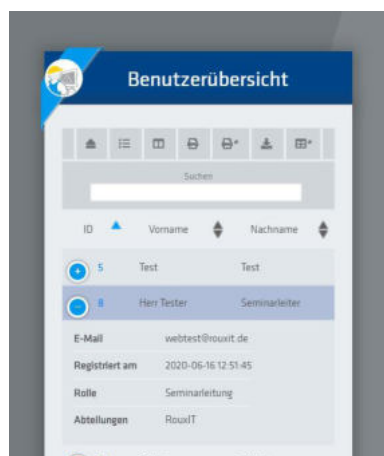 Benutzerübersicht
Suchen
ID Vorname Nachname
5 Test Test
8 Herr Tester Seminarleiter
E-Mail webtest@rouxit.de
Registriert am 2020-06-16 12:51:45
Rolle Seminarleitung
Abteilungen RouxIT